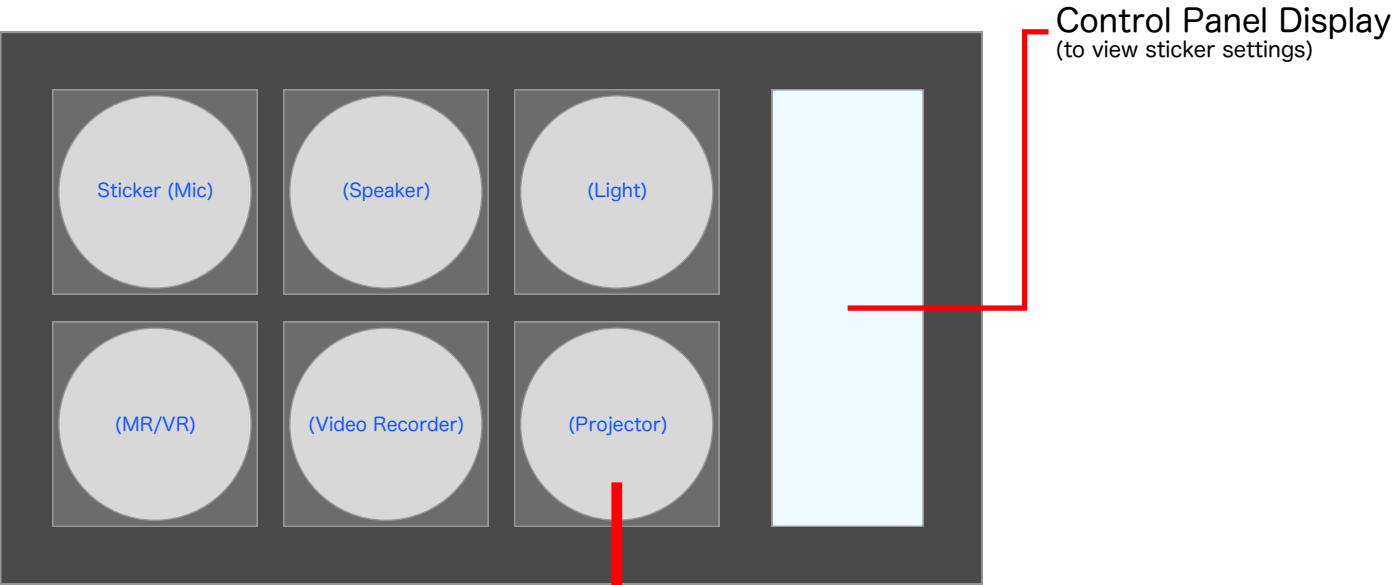 Control Panel Display
(to view sticker settings)
Sticker (Mic)
(Speaker)
(Light)
(MR/VR)
(Video Recorder)
(Projector)